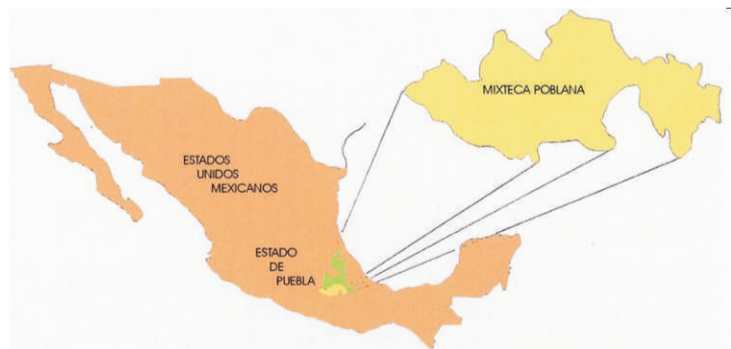 MIXTECA POBLANA
ESTADOS
UNIDOS
MEXICANOS
ESTADO
DE
PUEBLA